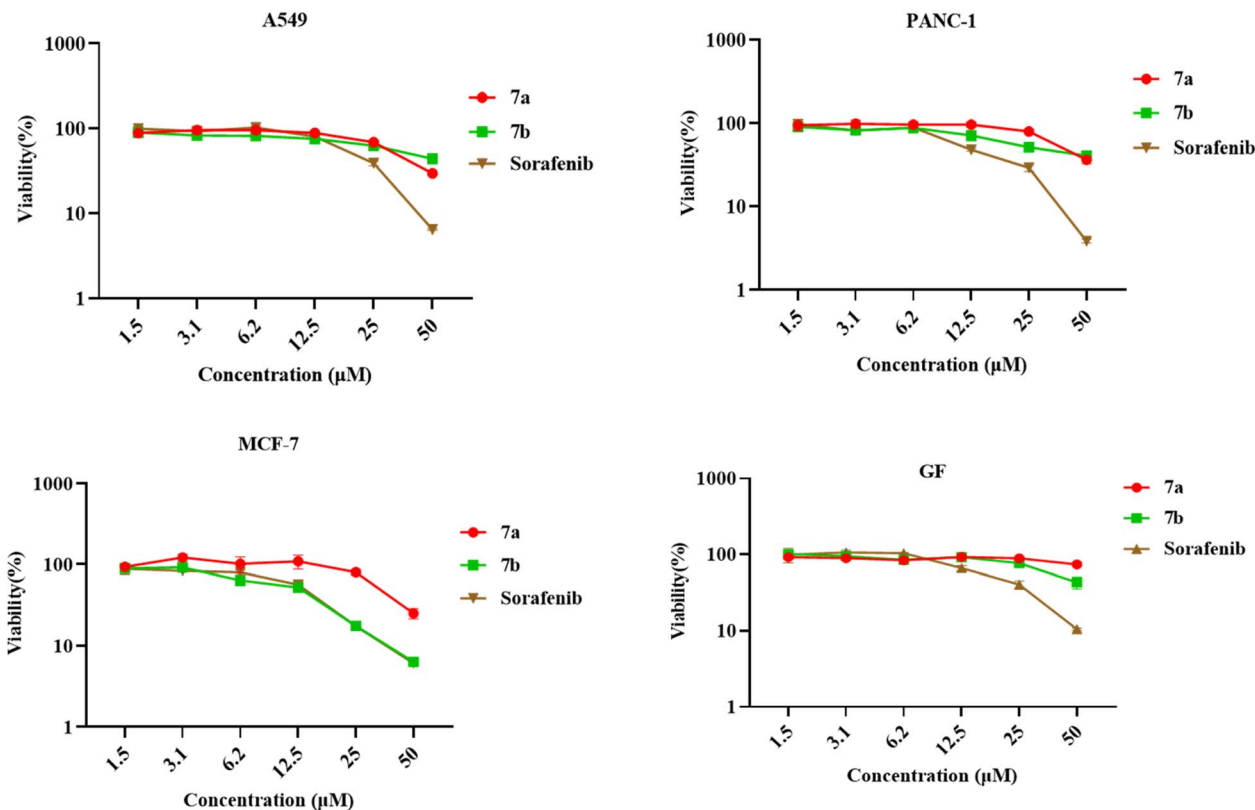 A549
1000
100
10
1
Viability(%)
1.5
3.1
6.2
12.5
25
50
Concentration (µM)
7a
7b
Sorafenib
PANC-1
1000
100
10
1
Viability(%)
1.5
3.1
6.2
12.5
25
50
Concentration (µM)
7a
7b
Sorafenib
MCF-7
1000
100
10
1
Viability(%)
1.5
3.1
6.2
12.5
25
50
Concentration (µM)
7a
7b
Sorafenib
GF
1000
100
10
1
Viability(%)
1.5
3.1
6.2
12.5
25
50
Concentration (µM)
7a
7b
Sorafenib